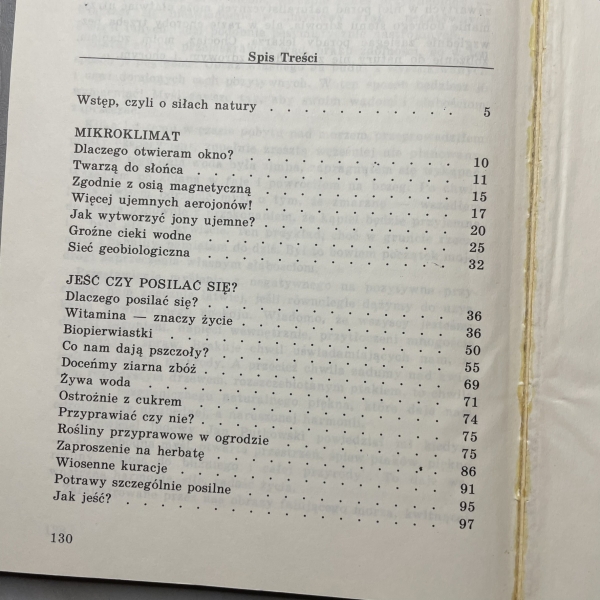 Spis Treści
Wstęp, czyli o siłach natury . . . . . . . . . . 5
MIKROKLIMAT
Dlaczego otwieram okno? . . . . . . . . . . 10
Twarzą do słońca . . . . . . . . . . . . 11
Zgodnie z osią magnetyczną . . . . . . . . . 15
Więcej ujemnych aerojonów! . . . . . . . . . 17
Jak wytworzyć jony ujemne? . . . . . . . . . 20
Groźne cieki wodne . . . . . . . . . . . 25
Sieć geobiologiczna . . . . . . . . . . . 32
JEŚĆ CZY POSILAĆ SIĘ?
Dlaczego posilać się? . . . . . . . . . . . 36
Witamina — znaczy życie . . . . . . . . . . 36
Biopierwiastki . . . . . . . . . . . . . 50
Co nam dają pszczoły? . . . . . . . . . . 55
Doceńmy ziarna zbóż . . . . . . . . . . . 69
Żywa woda . . . . . . . . . . . . . 71
Ostrożnie z cukrem . . . . . . . . . . . 74
Przyprawiać czy nie? . . . . . . . . . . . 75
Rośliny przyprawowe w ogrodzie . . . . . . . . 75
Zaproszenie na herbatę . . . . . . . . . . 86
Wiosenne kuracje . . . . . . . . . . . . 91
Potrawy szczególnie posilne . . . . . . . . . 95
Jak jeść? . . . . . . . . . . . . . . 97
130